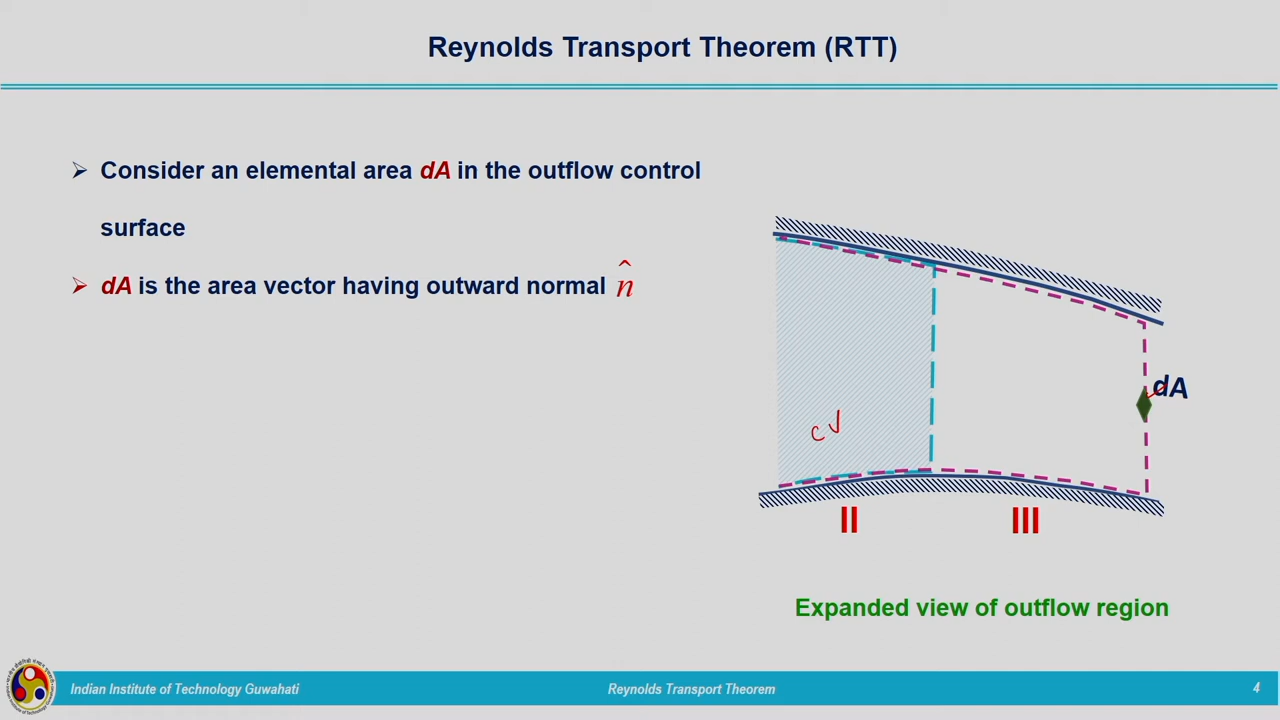 Reynolds Transport Theorem (RTT)
➢ Consider an elemental area dA in the outflow control
surface
➢ dA is the area vector having outward normal n̂
dA
cv
II
III
Expanded view of outflow region
Indian Institute of Technology Guwahati
Reynolds Transport Theorem
4